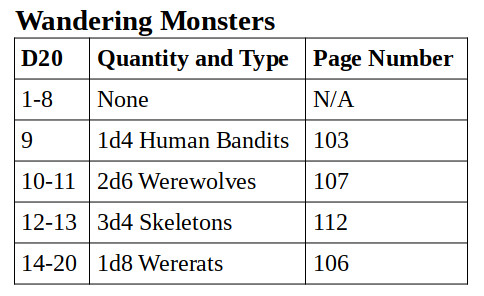 Wandering Monsters
D20 Quantity and Type Page Number
1-8 None N/A
9 1d4 Human Bandits 103
10-11 2d6 Werewolves 107
12-13 3d4 Skeletons 112
14-20 1d8 Wererats 106